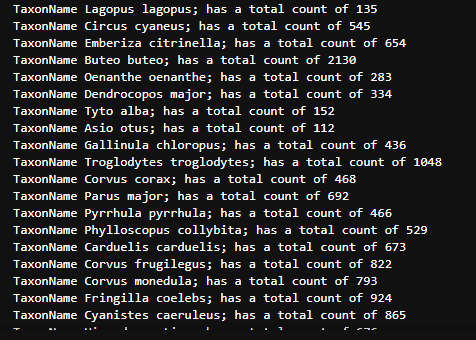 TaxonName Lagopus lagopus; has a total count of 135
TaxonName Circus cyaneus; has a total count of 545
TaxonName Emberiza citrinella; has a total count of 654
TaxonName Buteo buteo; has a total count of 2130
TaxonName Oenanthe oenanthe; has a total count of 283
TaxonName Dendrocopos major; has a total count of 334
TaxonName Tyto alba; has a total count of 152
TaxonName Asio otus; has a total count of 112
TaxonName Gallinula chloropus; has a total count of 436
TaxonName Troglodytes troglodytes; has a total count of 1048
TaxonName Corvus corax; has a total count of 468
TaxonName Parus major; has a total count of 692
TaxonName Pyrrhula pyrrhula; has a total count of 466
TaxonName Phylloscopus collybita; has a total count of 529
TaxonName Carduelis carduelis; has a total count of 673
TaxonName Corvus frugilegus; has a total count of 822
TaxonName Corvus monedula; has a total count of 793
TaxonName Fringilla coelebs; has a total count of 924
TaxonName Cyanistes caeruleus; has a total count of 865